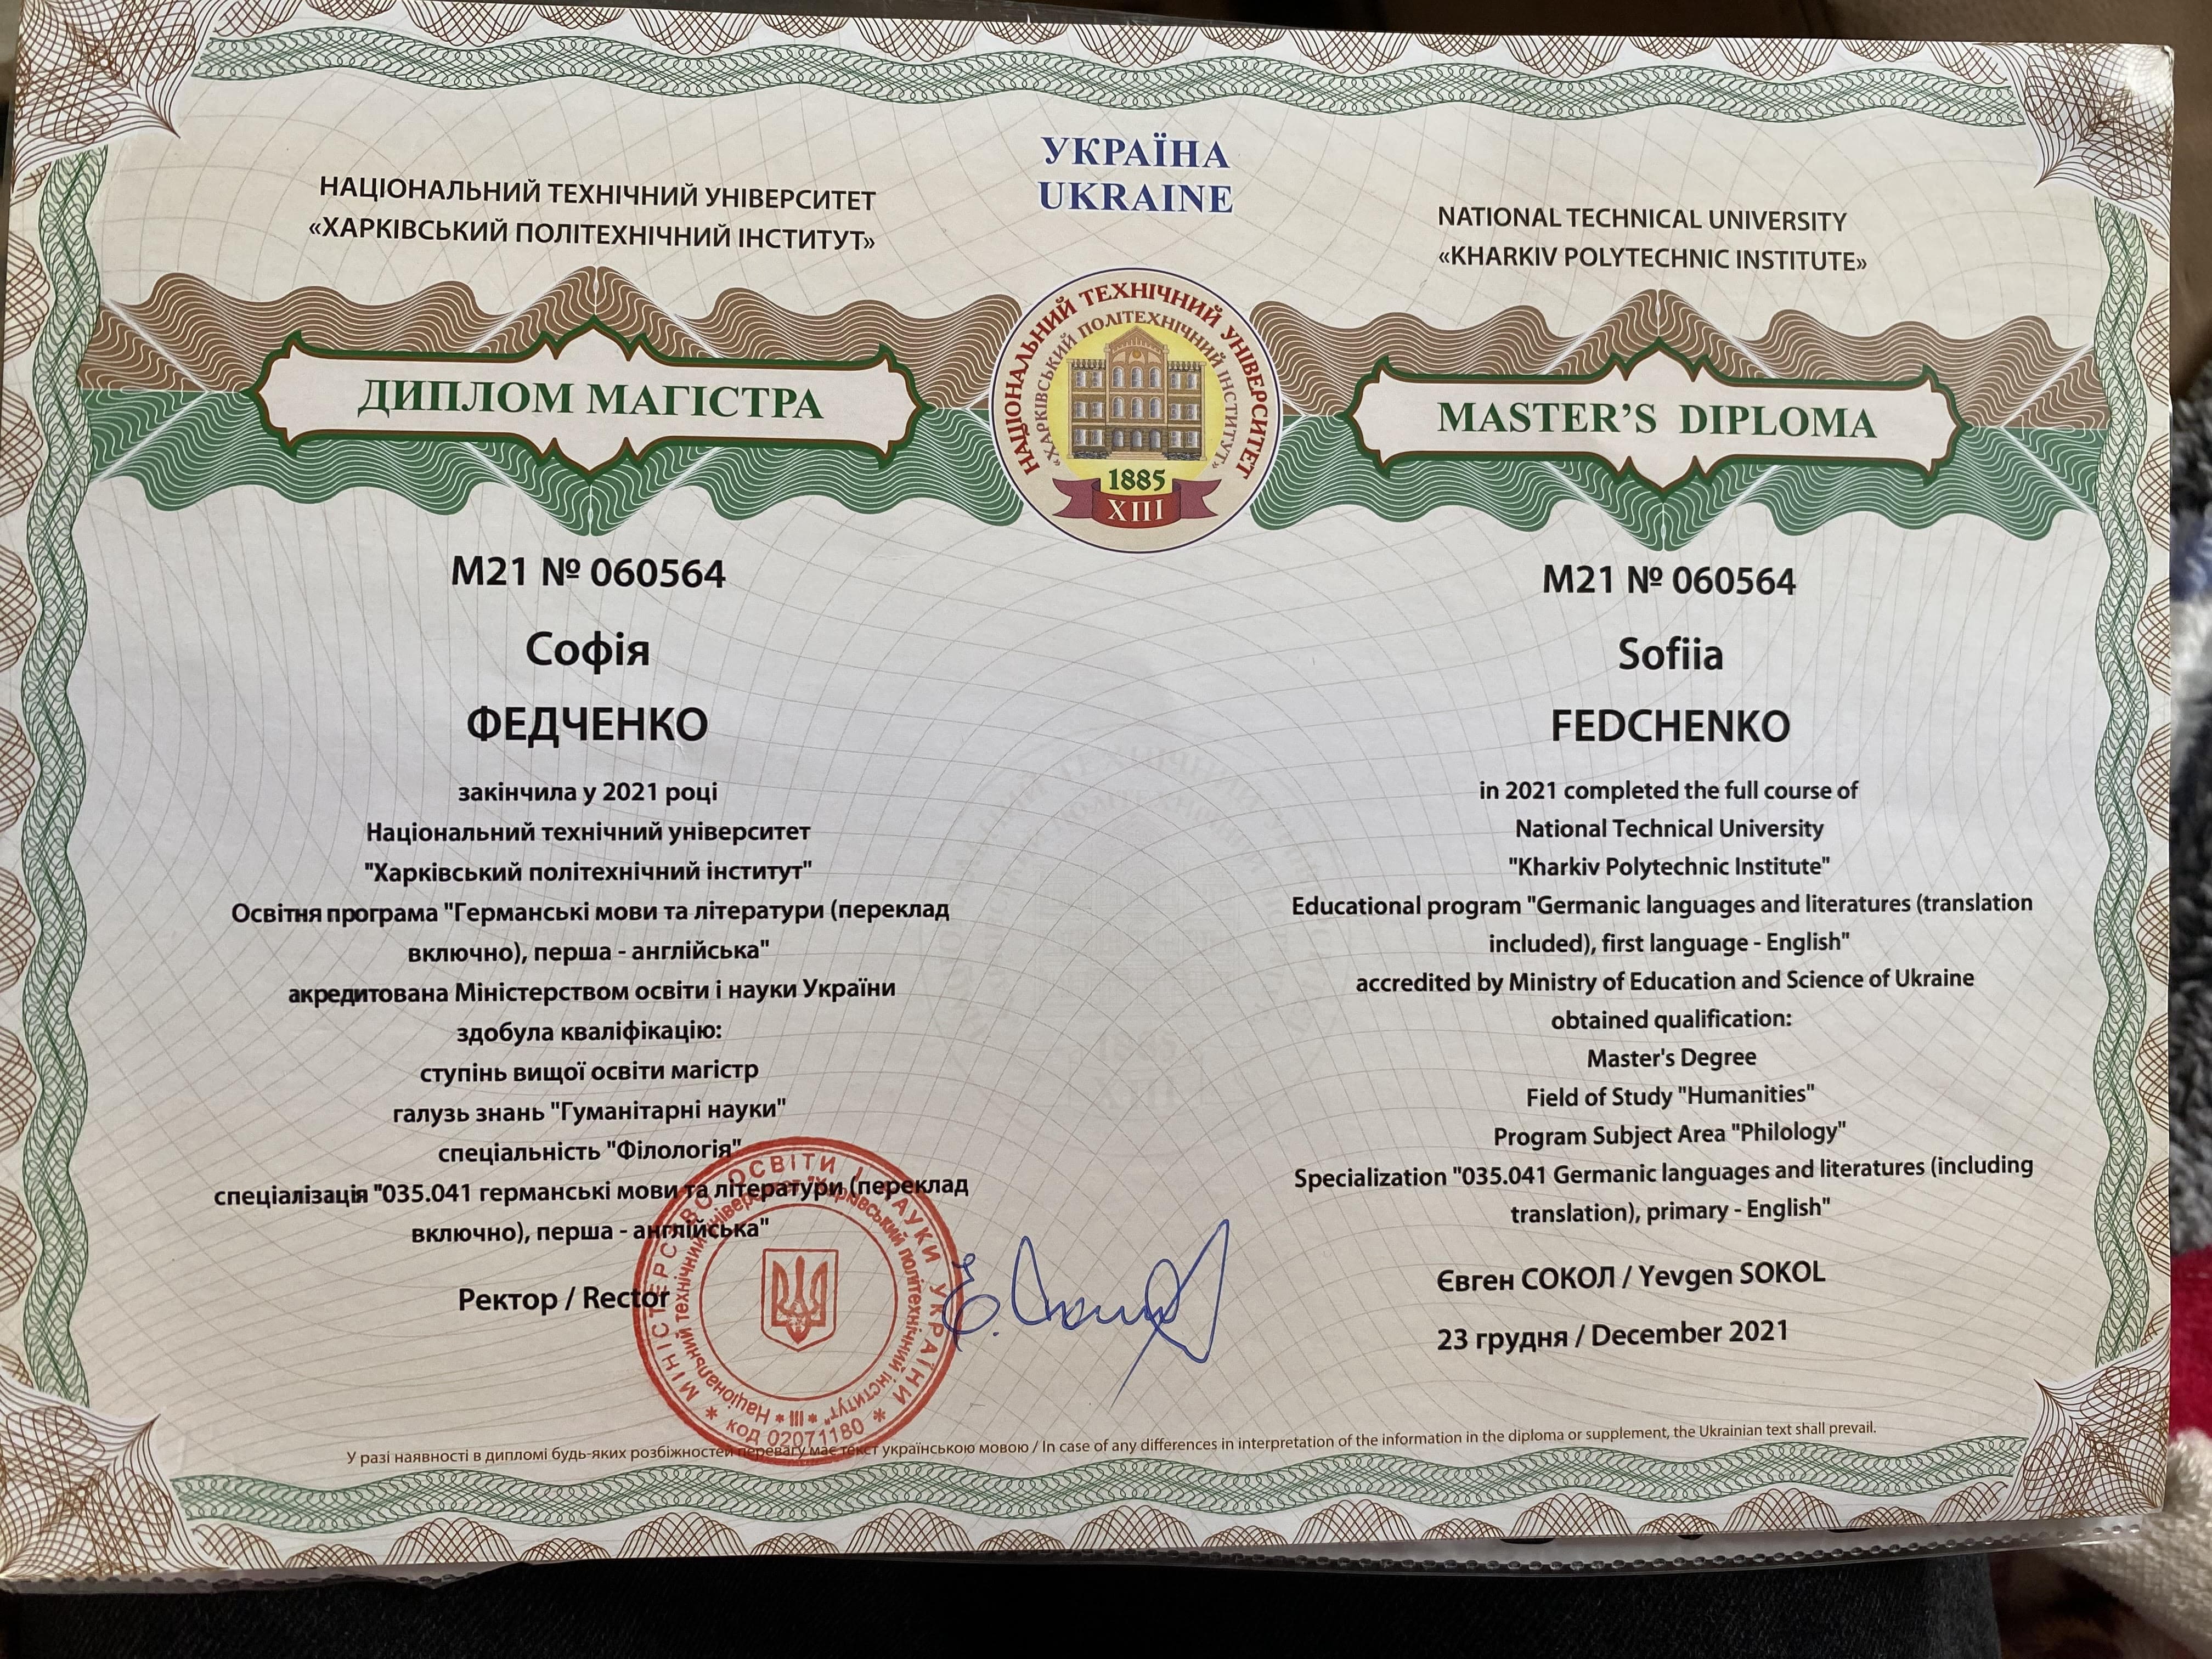 УКРАЇНА
UKRAINE
НАЦІОНАЛЬНИЙ ТЕХНІЧНИЙ УНІВЕРСИТЕТ
«ХАРКІВСЬКИЙ ПОЛІТЕХНІЧНИЙ ІНСТИТУТ»
NATIONAL TECHNICAL UNIVERSITY
«KHARKIV POLYTECHNIC INSTITUTE»
НАЦІОНАЛЬНИЙ ТЕХНІЧНИЙ УНІВЕРСИТЕТ
«ХАРКІВСЬКИЙ ПОЛІТЕХНІЧНИЙ ІНСТИТУТ»
1885
XIII
ДИПЛОМ МАГІСТРА
M21 № 060564
Софія
ФЕДЧЕНКО
закінчила у 2021 році
Національний технічний університет
"Харківський політехнічний інститут"
Освітня програма "Германські мови та літератури (переклад
включно), перша - англійська"
акредитована Міністерством освіти і науки України
здобула кваліфікацію:
ступінь вищої освіти магістр
галузь знань "Гуманітарні науки"
спеціальність "Філологія"
спеціалізація "035.041 германські мови та літератури (переклад
включно), перша - англійська"
Ректор / Rector
MASTER'S DIPLOMA
M21 № 060564
Sofiia
FEDCHENKO
in 2021 completed the full course of
National Technical University
"Kharkiv Polytechnic Institute"
Educational program "Germanic languages and literatures (translation
included), first language - English"
accredited by Ministry of Education and Science of Ukraine
obtained qualification:
Master's Degree
Field of Study "Humanities"
Program Subject Area "Philology"
Specialization "035.041 Germanic languages and literatures (including
translation), primary - English"
Євген СОКОЛ / Yevgen SOKOL
23 грудня / December 2021
МІНІСТЕРСТВО ОСВІТИ І НАУКИ УКРАЇНИ
Національний технічний університет "Харківський політехнічний інститут"
* III *
* код 02071180 *
У разі наявності в дипломі будь-яких розбіжностей перевагу має текст українською мовою / In case of any differences in interpretation of the information in the diploma or supplement, the Ukrainian text shall prevail.